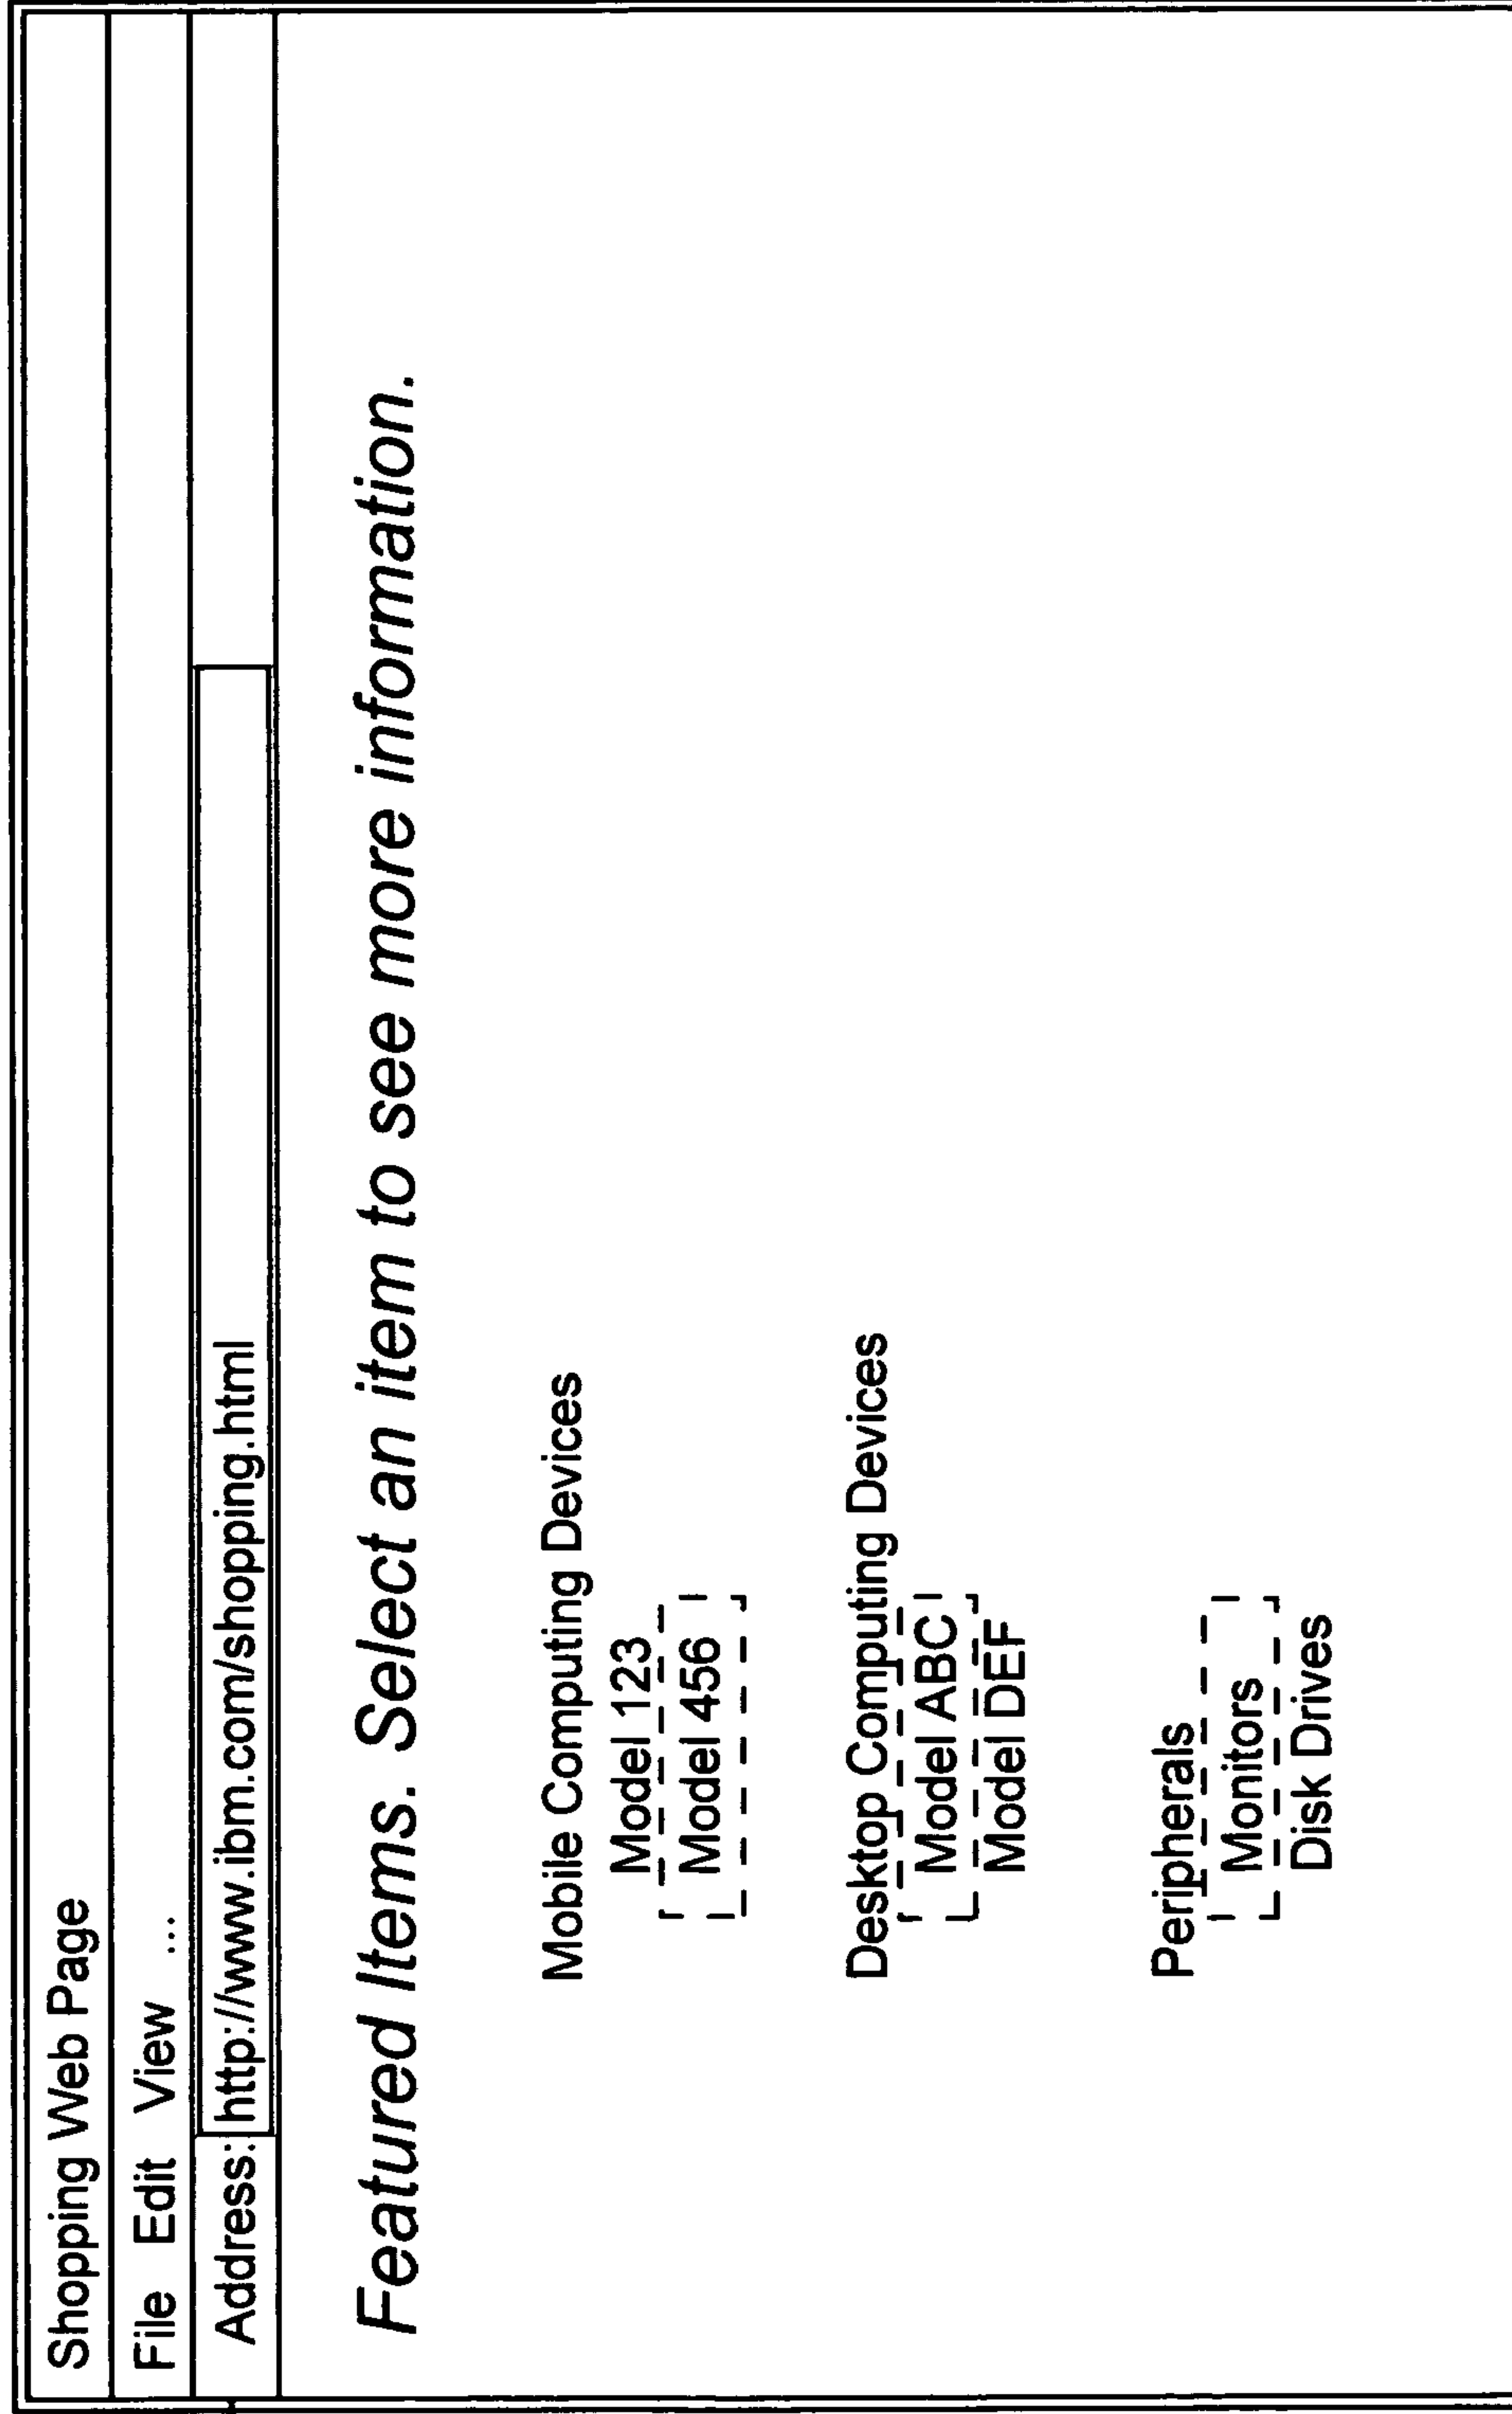 Shopping Web Page
File Edit View ...
Address: http://www.ibm.com/shopping.html
Featured Items. Select an item to see more information.
Mobile Computing Devices
Model 123
Model 456
Desktop Computing Devices
Model ABC
Model DEF
Peripherals
Monitors
Disk Drives